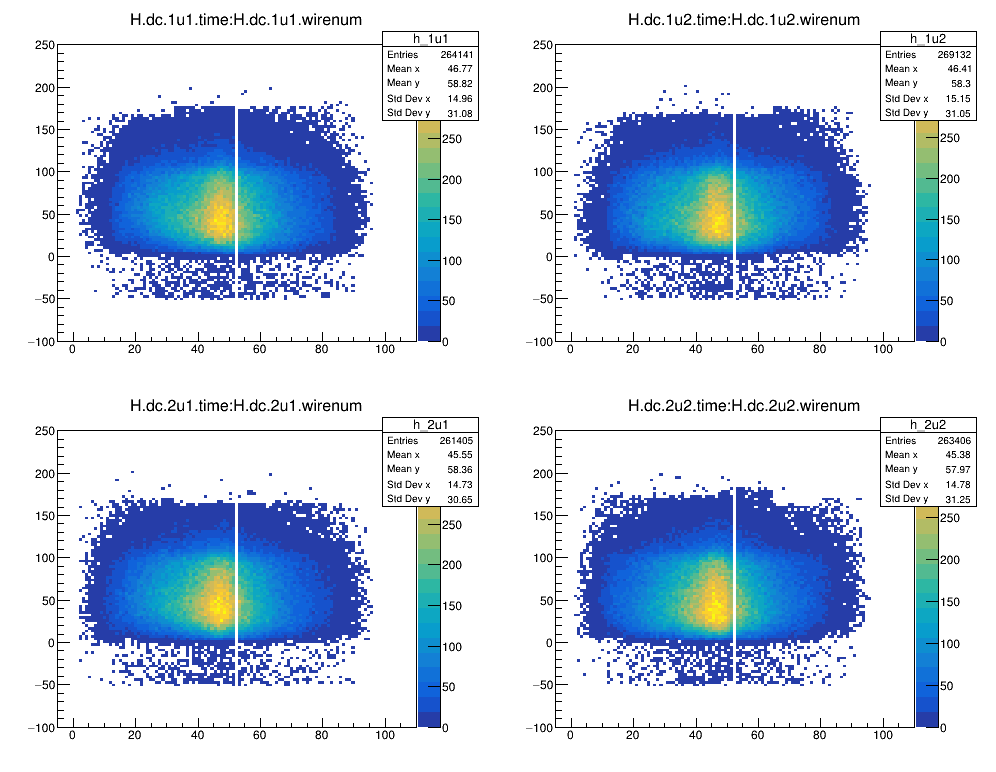 H.dc.1u1.time:H.dc.1u1.wirenum
h_1u1
Entries 264141
Mean x 46.77
Mean y 58.82
Std Dev x 14.96
Std Dev y 31.08
250
200
150
100
50
0
−50
−100
0 20 40 60 80 100
250
200
150
100
50
0
H.dc.1u2.time:H.dc.1u2.wirenum
h_1u2
Entries 269132
Mean x 46.41
Mean y 58.3
Std Dev x 15.15
Std Dev y 31.05
250
200
150
100
50
0
−50
−100
0 20 40 60 80 100
250
200
150
100
50
0
H.dc.2u1.time:H.dc.2u1.wirenum
h_2u1
Entries 261405
Mean x 45.55
Mean y 58.36
Std Dev x 14.73
Std Dev y 30.65
250
200
150
100
50
0
−50
−100
0 20 40 60 80 100
250
200
150
100
50
0
H.dc.2u2.time:H.dc.2u2.wirenum
h_2u2
Entries 263406
Mean x 45.38
Mean y 57.97
Std Dev x 14.78
Std Dev y 31.25
250
200
150
100
50
0
−50
−100
0 20 40 60 80 100
250
200
150
100
50
0